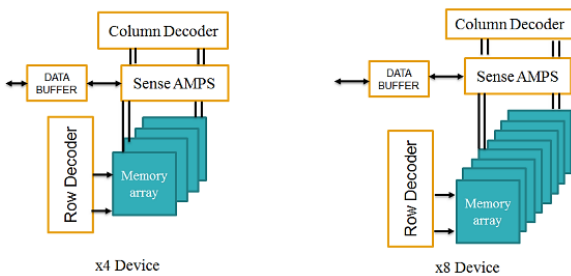 Column Decoder
DATA
BUFFER
Sense AMPS
Row Decoder
Memory
array
x4 Device
Column Decoder
DATA
BUFFER
Sense AMPS
Row Decoder
Memory
array
x8 Device